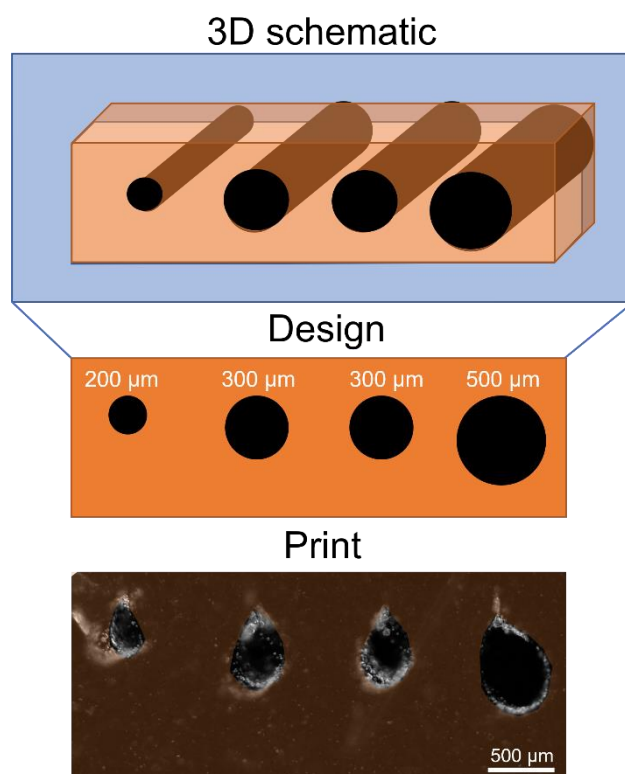 3D schematic
Design
200 μm 300 μm 300 μm 500 μm
Print
500 μm